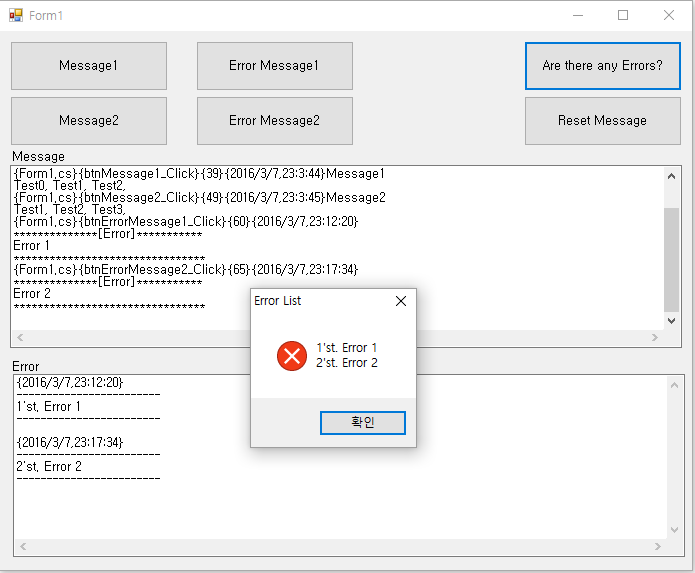 Form1
Message1
Error Message1
Are there any Errors?
Message2
Error Message2
Reset Message
Message
{Form1,cs}{btnMessage1_Click}{39}{2016/3/7,23:3:44}Message1
Test0, Test1, Test2,
{Form1,cs}{btnMessage2_Click}{49}{2016/3/7,23:3:45}Message2
Test1, Test2, Test3,
{Form1,cs}{btnErrorMessage1_Click}{60}{2016/3/7,23:12:20}
**************[Error]***********
Error 1
********************************
{Form1,cs}{btnErrorMessage2_Click}{65}{2016/3/7,23:17:34}
**************[Error]***********
Error 2
********************************
Error List
1'st. Error 1
2'st. Error 2
확인
Error
{2016/3/7,23:12:20}
------------------------
1'st, Error 1
------------------------
{2016/3/7,23:17:34}
------------------------
2'st, Error 2
------------------------